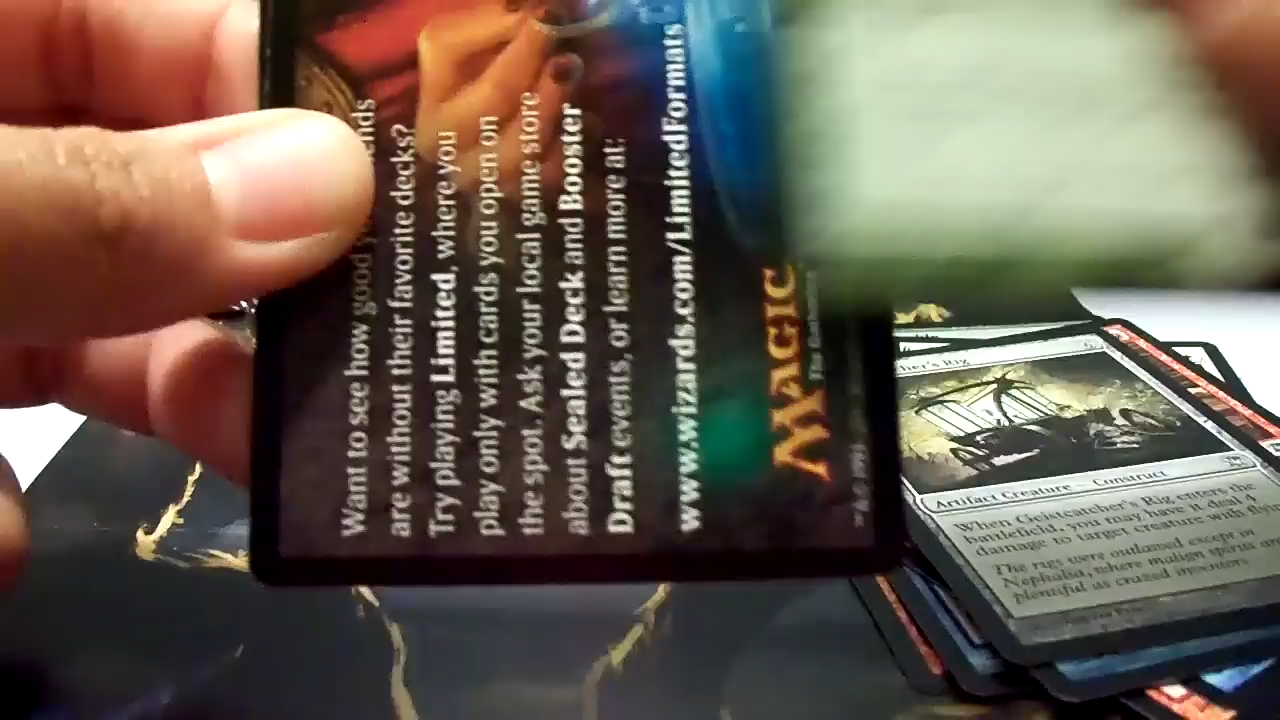 Want to see how good
are without their favorite decks?
Try playing Limited, where you
play only with cards you open on
the spot. Ask your local game store
about Sealed Deck and Booster
Draft events, or learn more at:
www.wizards.com/LimitedFormats
MAGIC
The Gathering
Rig
Artifact Creature — Construct
When Geistcatcher's Rig enters the
battlefield, you may have it deal 4
damage to target creature with
The rigs were outlawed except in
Nephalia, where malign spirits are
plentiful as crazed inventors.